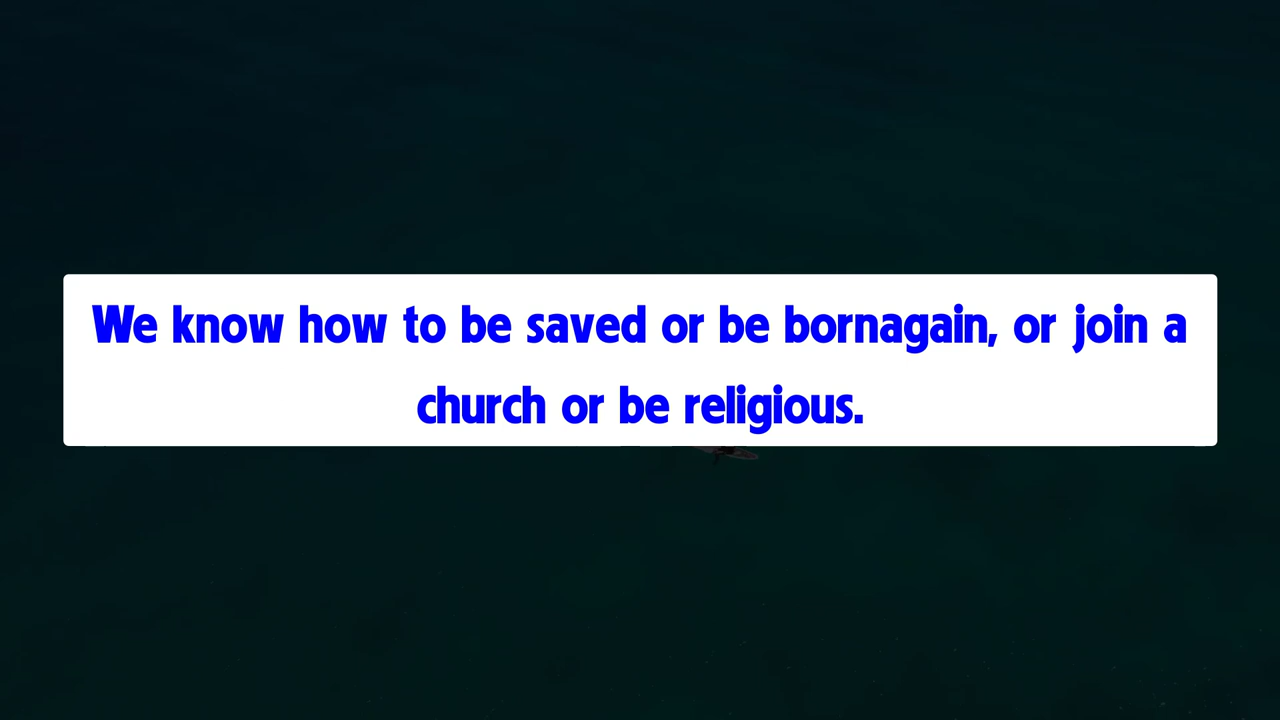 We know how to be saved or be bornagain, or join a
church or be religious.